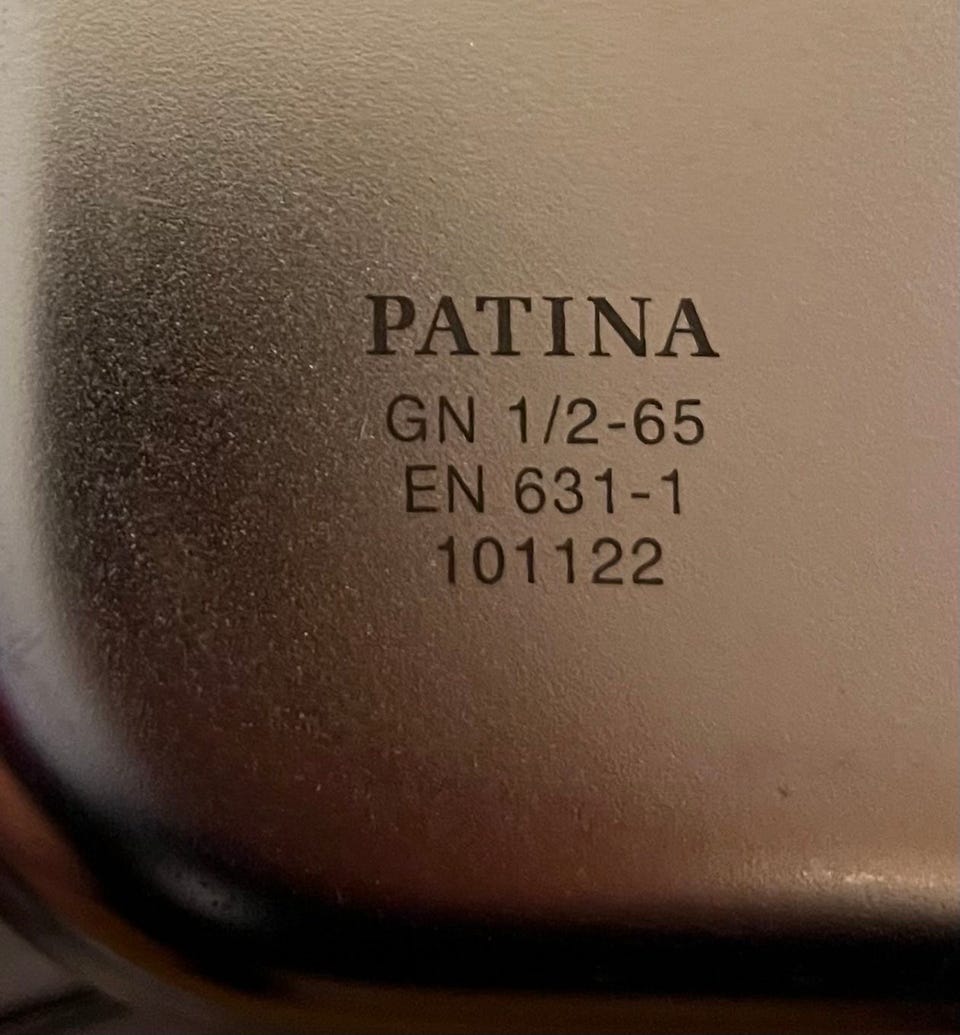 PATINA
GN 1/2-65
EN 631-1
101122